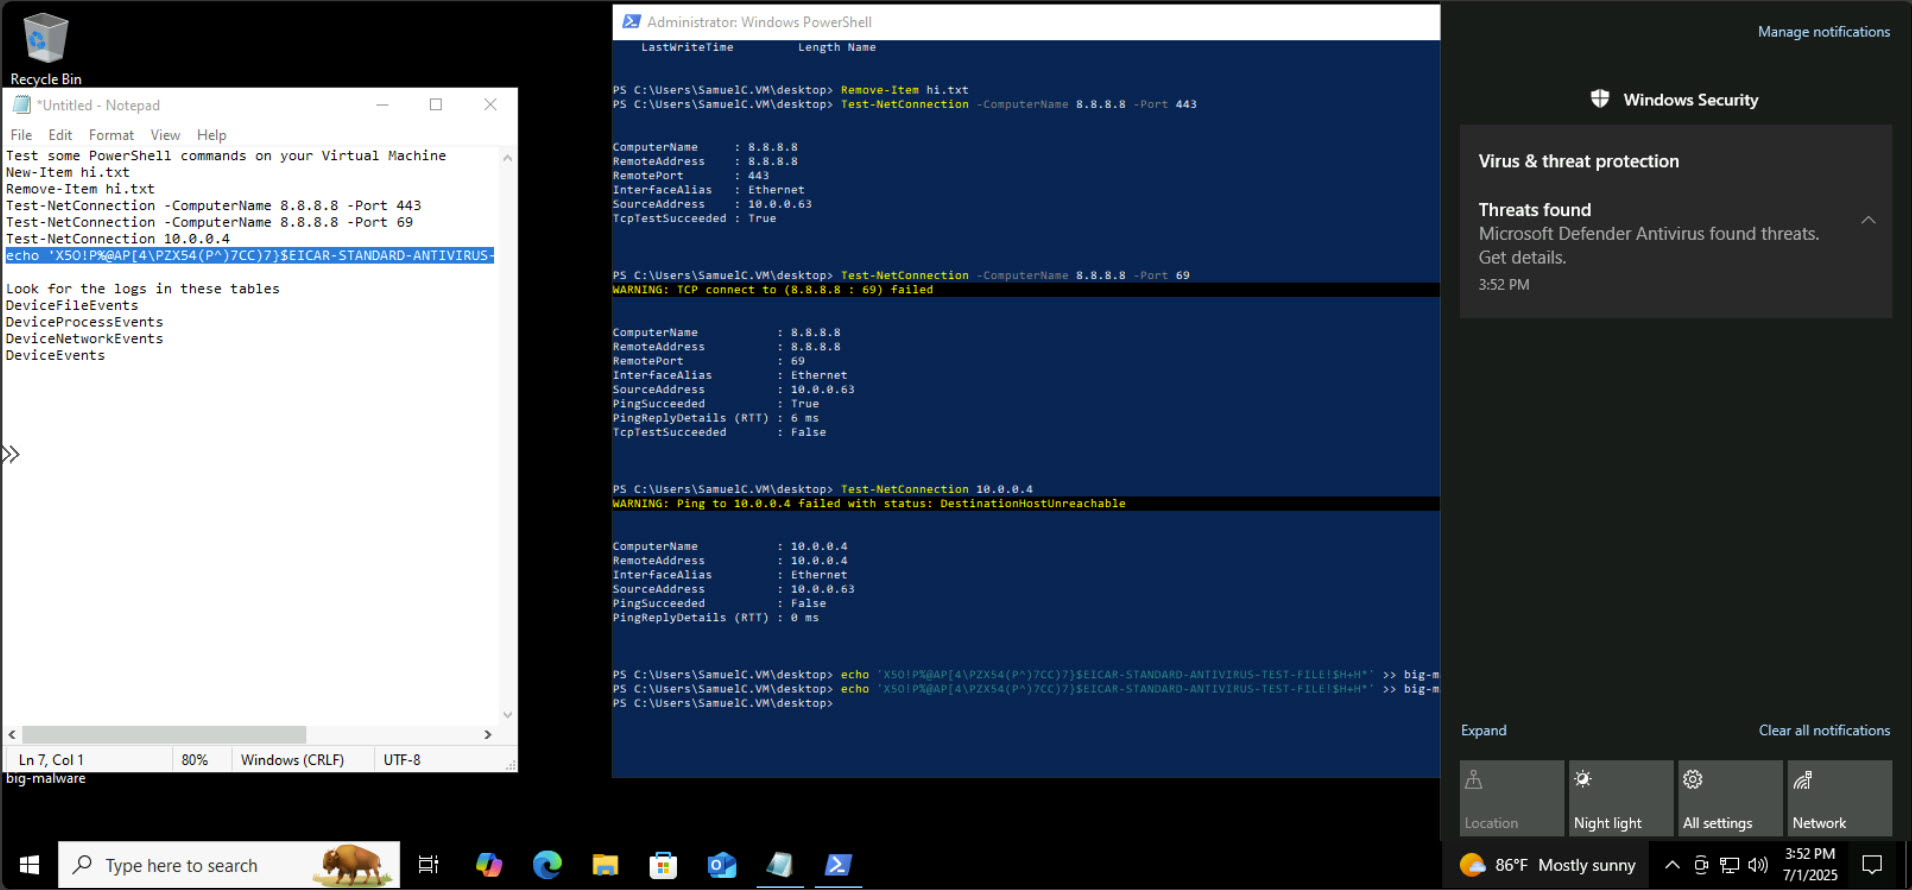 Recycle Bin
*Untitled - Notepad
File Edit Format View Help
Test some PowerShell commands on your Virtual Machine
New-Item hi.txt
Remove-Item hi.txt
Test-NetConnection -ComputerName 8.8.8.8 -Port 443
Test-NetConnection -ComputerName 8.8.8.8 -Port 69
Test-NetConnection 10.0.0.4
echo 'X5O!P%@AP[4\PZX54(P^)7CC)7}$EICAR-STANDARD-ANTIVIRUS-
Look for the logs in these tables
DeviceFileEvents
DeviceProcessEvents
DeviceNetworkEvents
DeviceEvents
Ln 7, Col 1 80% Windows (CRLF) UTF-8
big-malware
Administrator: Windows PowerShell
LastWriteTime Length Name
PS C:\Users\SamuelC.VM\desktop> Remove-Item hi.txt
PS C:\Users\SamuelC.VM\desktop> Test-NetConnection -ComputerName 8.8.8.8 -Port 443
ComputerName : 8.8.8.8
RemoteAddress : 8.8.8.8
RemotePort : 443
InterfaceAlias : Ethernet
SourceAddress : 10.0.0.63
TcpTestSucceeded : True
PS C:\Users\SamuelC.VM\desktop> Test-NetConnection -ComputerName 8.8.8.8 -Port 69
WARNING: TCP connect to (8.8.8.8 : 69) failed
ComputerName : 8.8.8.8
RemoteAddress : 8.8.8.8
RemotePort : 69
InterfaceAlias : Ethernet
SourceAddress : 10.0.0.63
PingSucceeded : True
PingReplyDetails (RTT) : 6 ms
TcpTestSucceeded : False
PS C:\Users\SamuelC.VM\desktop> Test-NetConnection 10.0.0.4
WARNING: Ping to 10.0.0.4 failed with status: DestinationHostUnreachable
ComputerName : 10.0.0.4
RemoteAddress : 10.0.0.4
InterfaceAlias : Ethernet
SourceAddress : 10.0.0.63
PingSucceeded : False
PingReplyDetails (RTT) : 0 ms
PS C:\Users\SamuelC.VM\desktop> echo 'X5O!P%@AP[4\PZX54(P^)7CC)7}$EICAR-STANDARD-ANTIVIRUS-TEST-FILE!$H+H*' >> big-m
PS C:\Users\SamuelC.VM\desktop> echo 'X5O!P%@AP[4\PZX54(P^)7CC)7}$EICAR-STANDARD-ANTIVIRUS-TEST-FILE!$H+H*' >> big-m
PS C:\Users\SamuelC.VM\desktop>
Manage notifications
Windows Security
Virus & threat protection
Threats found
Microsoft Defender Antivirus found threats.
Get details.
3:52 PM
Expand Clear all notifications
Location Night light All settings Network
Type here to search
86°F Mostly sunny
3:52 PM
7/1/2025